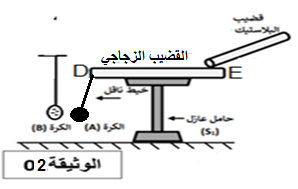 قضيب
البلاستيك
القضيب الزجاجي
D
E
خيط ناقل
الكرة (B)
الكرة (A)
حامل عازل
(S₁)
الوثيقة 02